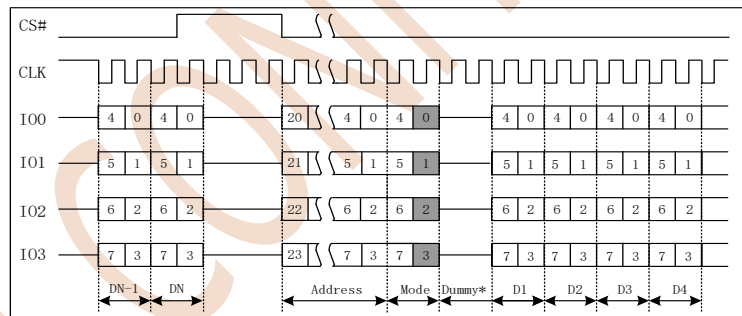 CS#
CLK
IO0 4 0 4 0 20 4 0 4 0 4 0 4 0 4 0 4 0
IO1 5 1 5 1 21 5 1 5 1 5 1 5 1 5 1 5 1
IO2 6 2 6 2 22 6 2 6 2 6 2 6 2 6 2 6 2
IO3 7 3 7 3 23 7 3 7 3 7 3 7 3 7 3 7 3
DN-1 DN Address Mode Dummy* D1 D2 D3 D4